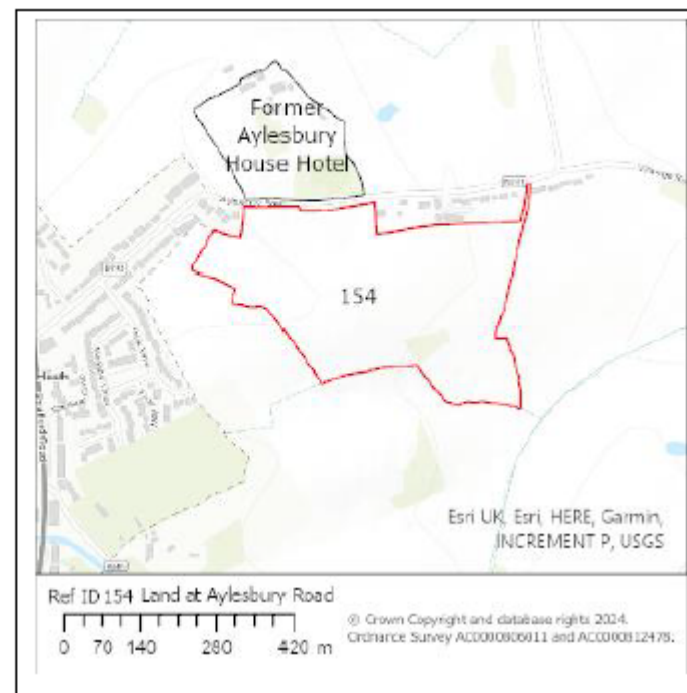 Former
Aylesbury
House Hotel
154
Esri UK, Esri, HERE, Garmin,
INCREMENT P, USGS
Ref ID 154 Land at Aylesbury Road
© Crown Copyright and database rights 2024.
Ordnance Survey AC0000806011 and AC0000812478.
0 70 140 280 420 m